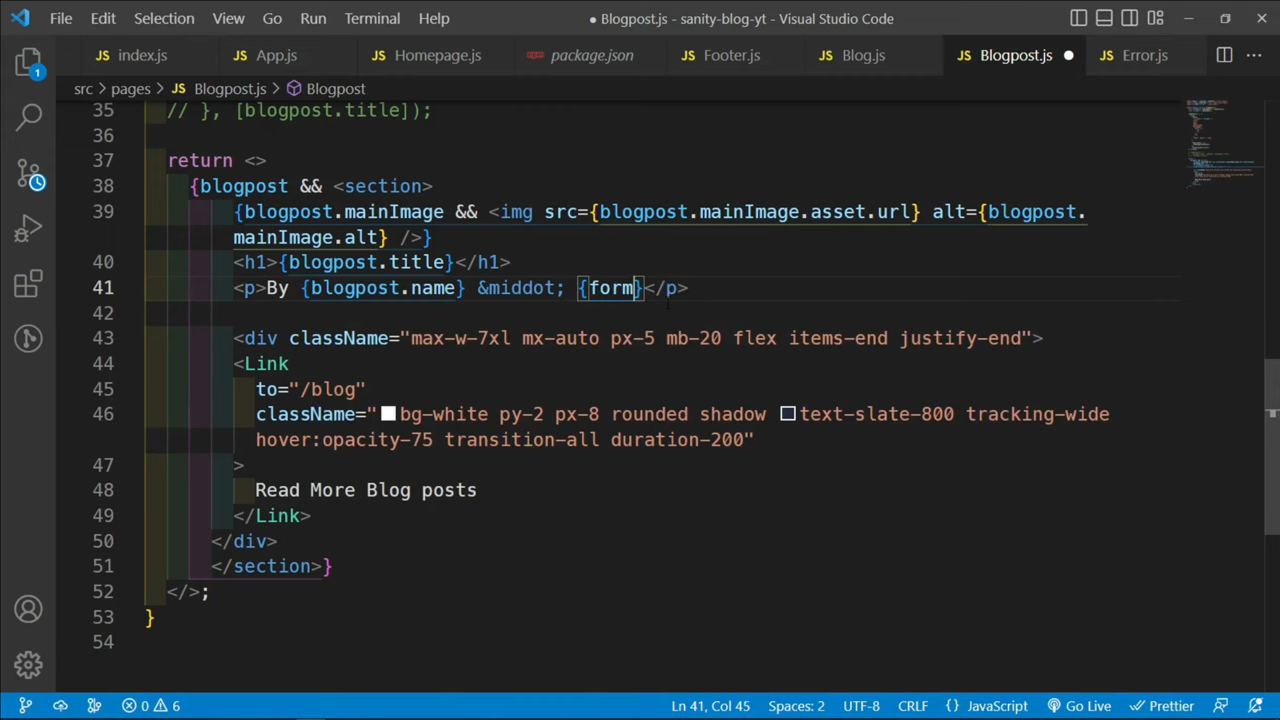 File Edit Selection View Go Run Terminal Help ● Blogpost.js - sanity-blog-yt - Visual Studio Code
JS index.js JS App.js JS Homepage.js package.json JS Footer.js JS Blog.js JS Blogpost.js ● JS Error.js
src > pages > JS Blogpost.js > Blogpost
35 // }, [blogpost.title]);
36
37 return <>
38 {blogpost && <section>
39 {blogpost.mainImage && <img src={blogpost.mainImage.asset.url} alt={blogpost.
mainImage.alt} />}
40 <h1>{blogpost.title}</h1>
41 <p>By {blogpost.name} &middot; {form}</p>
42
43 <div className="max-w-7xl mx-auto px-5 mb-20 flex items-end justify-end">
44 <Link
45 to="/blog"
46 className="bg-white py-2 px-8 rounded shadow text-slate-800 tracking-wide
hover:opacity-75 transition-all duration-200"
47 >
48 Read More Blog posts
49 </Link>
50 </div>
51 </section>}
52 </>;
53 }
54
1
0 6 Ln 41, Col 45 Spaces: 2 UTF-8 CRLF {} JavaScript Go Live Prettier